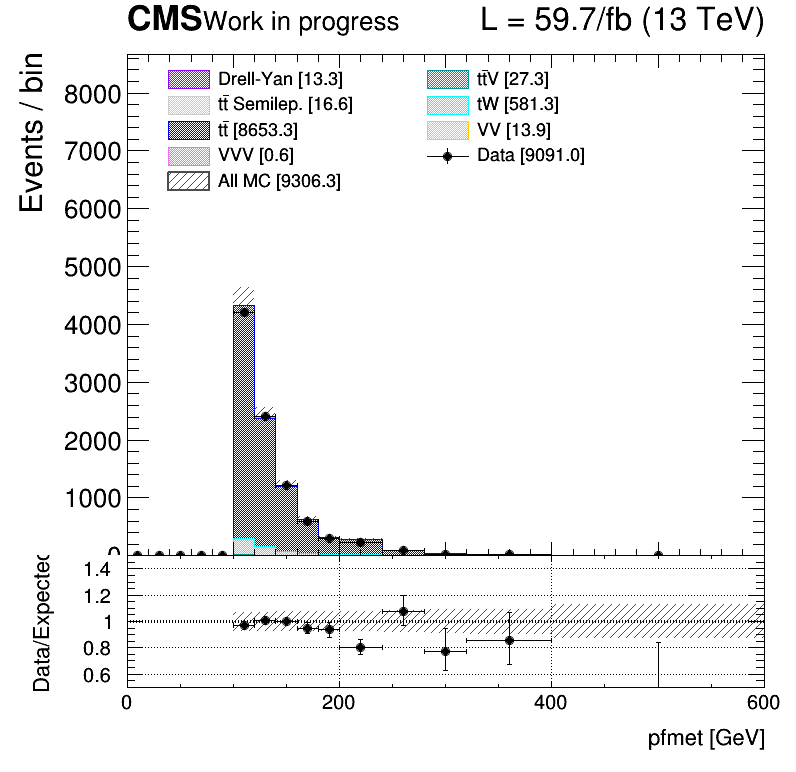 CMS Work in progress L = 59.7/fb (13 TeV)
Events / bin
8000
7000
6000
5000
4000
3000
2000
1000
0
Drell-Yan [13.3]
tt̄ Semilep. [16.6]
tt̄ [8653.3]
VVV [0.6]
All MC [9306.3]
tt̄V [27.3]
tW [581.3]
VV [13.9]
Data [9091.0]
Data/Expected
1.4
1.2
1
0.8
0.6
0 200 400 600
pfmet [GeV]